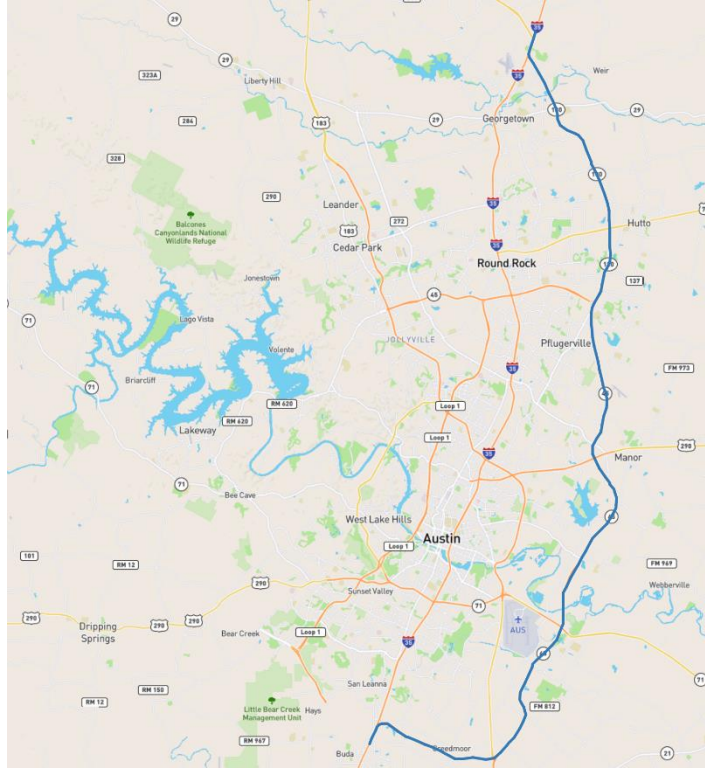 29
35
29
35
Weir
323A
Liberty Hill
29
130
29
Georgetown
183
284
328
130
290
35
Leander
272
183
Hutto
Balcones
Canyonlands National
Wildlife Refuge
Cedar Park
35
Round Rock
130
137
Jonestown
45
Lago Vista
71
JOLLYVILLE
Pflugerville
Volente
35
FM 973
Briarcliff
71
RM 620
Loop 1
RM 620
Lakeway
Loop 1
290
35
Manor
71
Bee Cave
West Lake Hills
Austin
Loop 1
101
RM 12
FM 969
290
Webberville
Sunset Valley
71
290
290
290
Dripping
Springs
Bear Creek
Loop 1
AUS
35
71
San Leanna
RM 150
RM 12
Little Bear Creek
Management Unit
Hays
FM 812
RM 967
Buda
Creedmoor
21